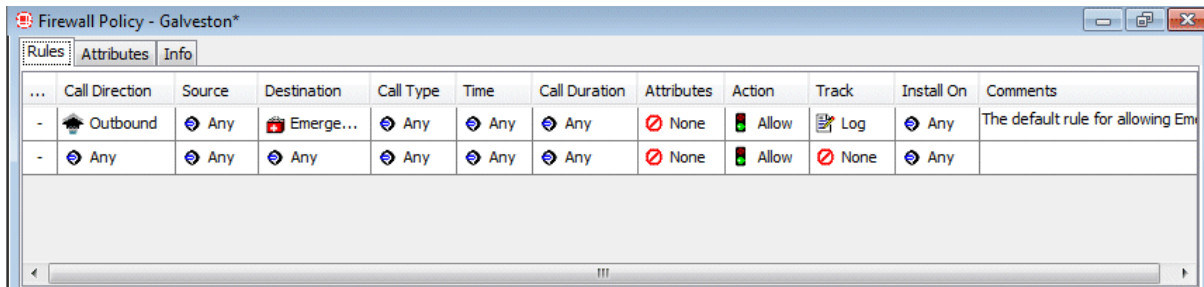 Firewall Policy - Galveston*
Rules Attributes Info
... Call Direction Source Destination Call Type Time Call Duration Attributes Action Track Install On Comments
- Outbound Any Emerge... Any Any Any None Allow Log Any The default rule for allowing Eme
- Any Any Any Any Any Any None Allow None Any